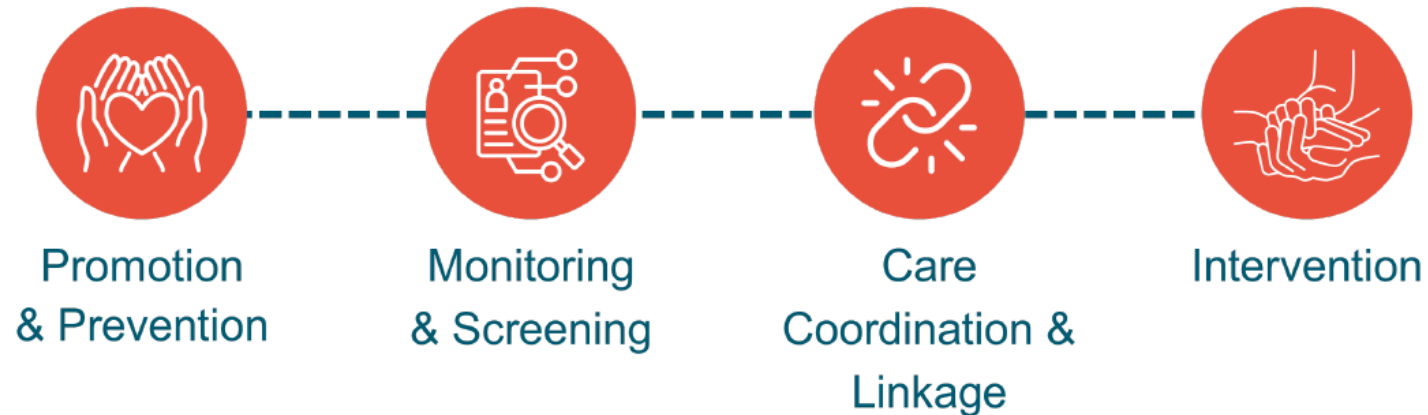 Promotion
& Prevention
Monitoring
& Screening
Care
Coordination &
Linkage
Intervention